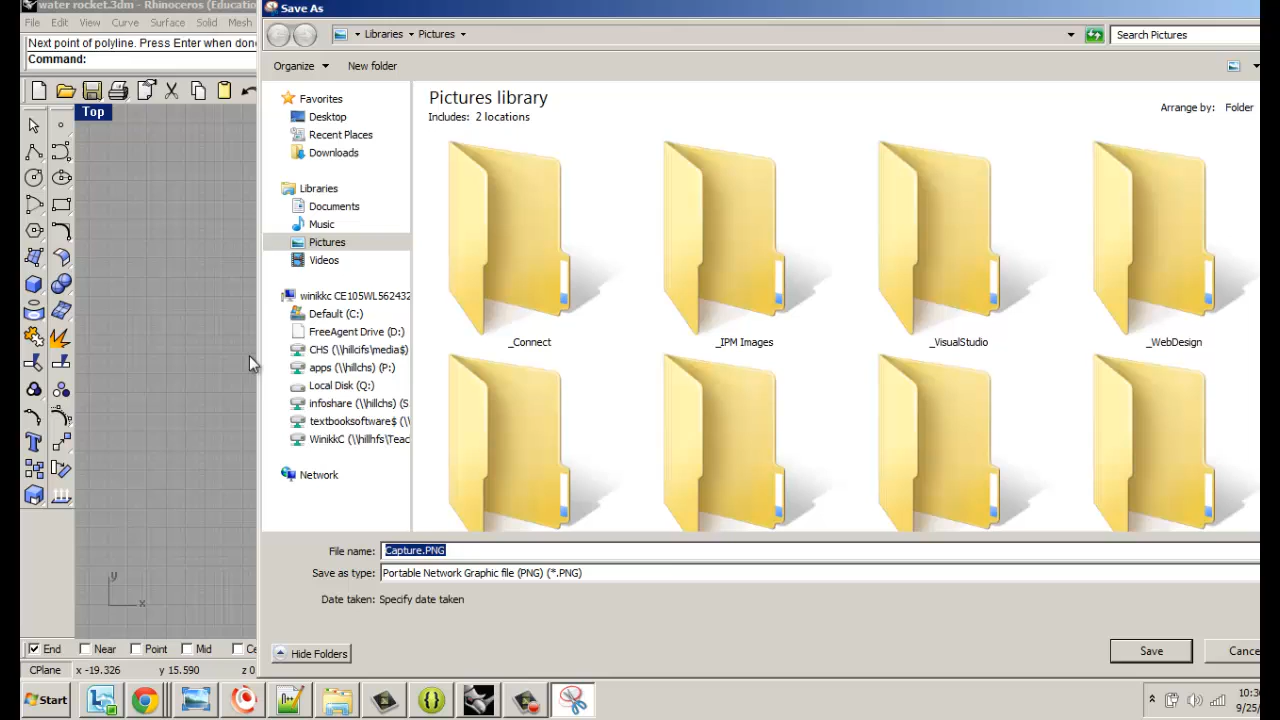 water rocket.3dm - Rhinoceros (Educatio
File Edit View Curve Surface Solid Mesh
Next point of polyline. Press Enter when done
Command:
Top
y
x
End Near Point Mid Ce
CPlane x -19.326 y 15.590 z 0
Save As
Libraries Pictures
Search Pictures
Organize New folder
Favorites
Desktop
Recent Places
Downloads
Libraries
Documents
Music
Pictures
Videos
winikkc CE105WL562432
Default (C:)
FreeAgent Drive (D:)
CHS (\\hillcifs\media$)
apps (\\hillchs) (P:)
Local Disk (Q:)
infoshare (\\hillchs) (S
textbooksoftware$ (\\
WinikkC (\\hillhfs\Teac
Network
Pictures library
Includes: 2 locations
Arrange by: Folder
_Connect _IPM Images _VisualStudio _WebDesign
File name: Capture.PNG
Save as type: Portable Network Graphic file (PNG) (*.PNG)
Date taken: Specify date taken
Hide Folders
Save Cance
Start
10:3
9/25/